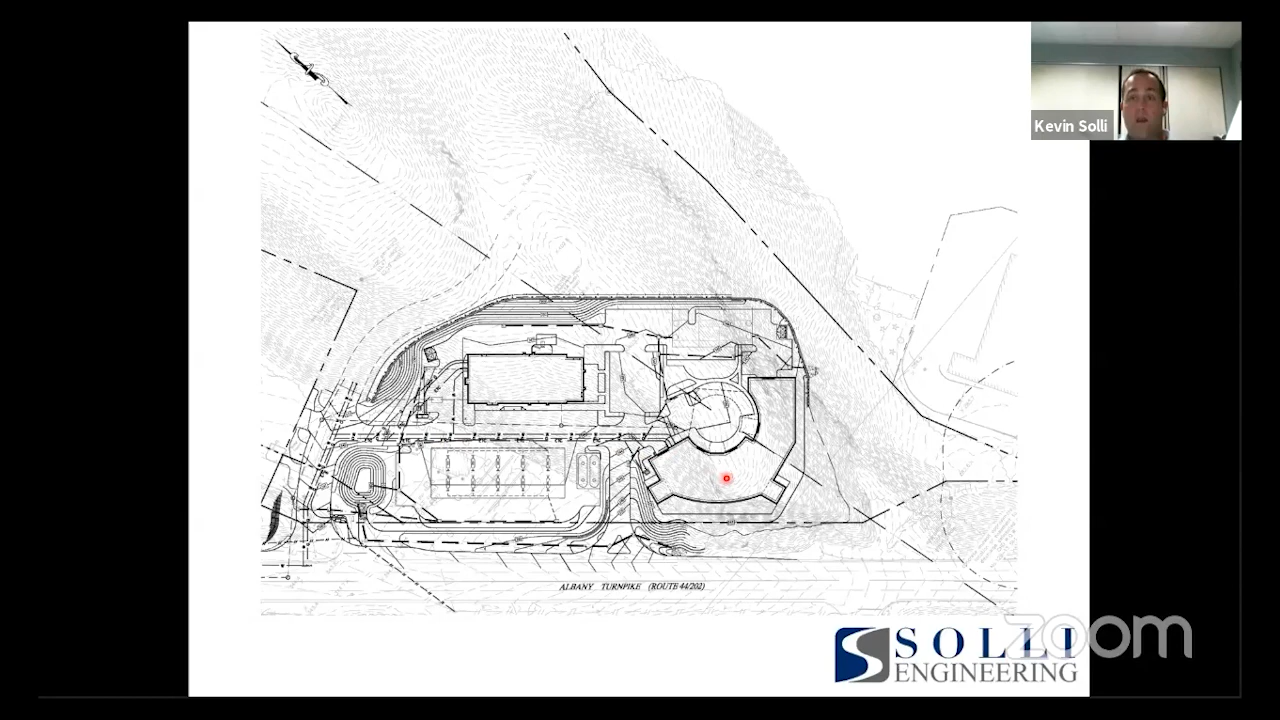 Kevin Solli
ALBANY TURNPIKE (ROUTE 44/202)
SOLLI
ENGINEERING
zoom